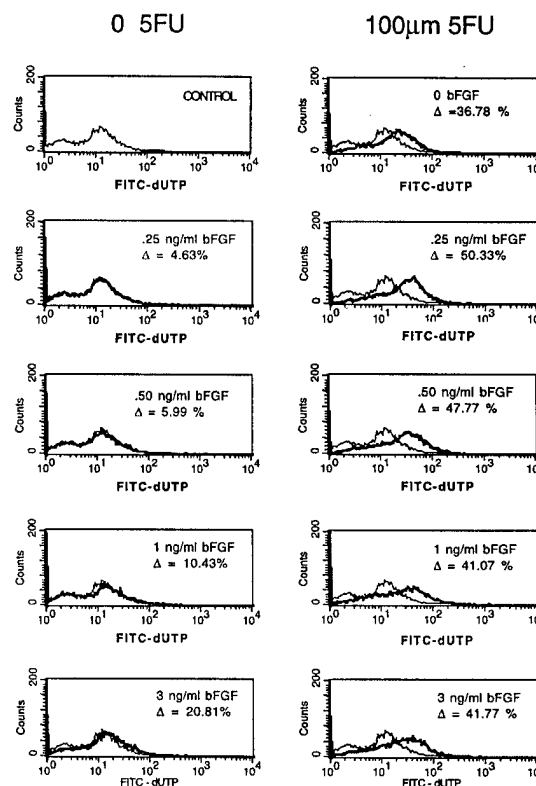 0 5FU
100µm 5FU
200
Counts
0
CONTROL
10^0 10^1 10^2 10^3 10^4
FITC-dUTP
200
Counts
0
0 bFGF
Δ =36.78 %
10^0 10^1 10^2 10^3 10^4
FITC-dUTP
200
Counts
0
.25 ng/ml bFGF
Δ = 4.63%
10^0 10^1 10^2 10^3 10^4
FITC-dUTP
200
Counts
0
.25 ng/ml bFGF
Δ = 50.33%
10^0 10^1 10^2 10^3 10^4
FITC-dUTP
200
Counts
0
.50 ng/ml bFGF
Δ = 5.99 %
10^0 10^1 10^2 10^3 10^4
FITC-dUTP
200
Counts
0
.50 ng/ml bFGF
Δ = 47.77 %
10^0 10^1 10^2 10^3 10^4
FITC-dUTP
200
Counts
0
1 ng/ml bFGF
Δ = 10.43%
10^0 10^1 10^2 10^3 10^4
FITC-dUTP
200
Counts
0
1 ng/ml bFGF
Δ = 41.07 %
10^0 10^1 10^2 10^3 10^4
FITC-dUTP
200
Counts
0
3 ng/ml bFGF
Δ = 20.81%
10^0 10^1 10^2 10^3 10^4
FITC-dUTP
200
Counts
0
3 ng/ml bFGF
Δ = 41.77 %
10^0 10^1 10^2 10^3 10^4
FITC-dUTP